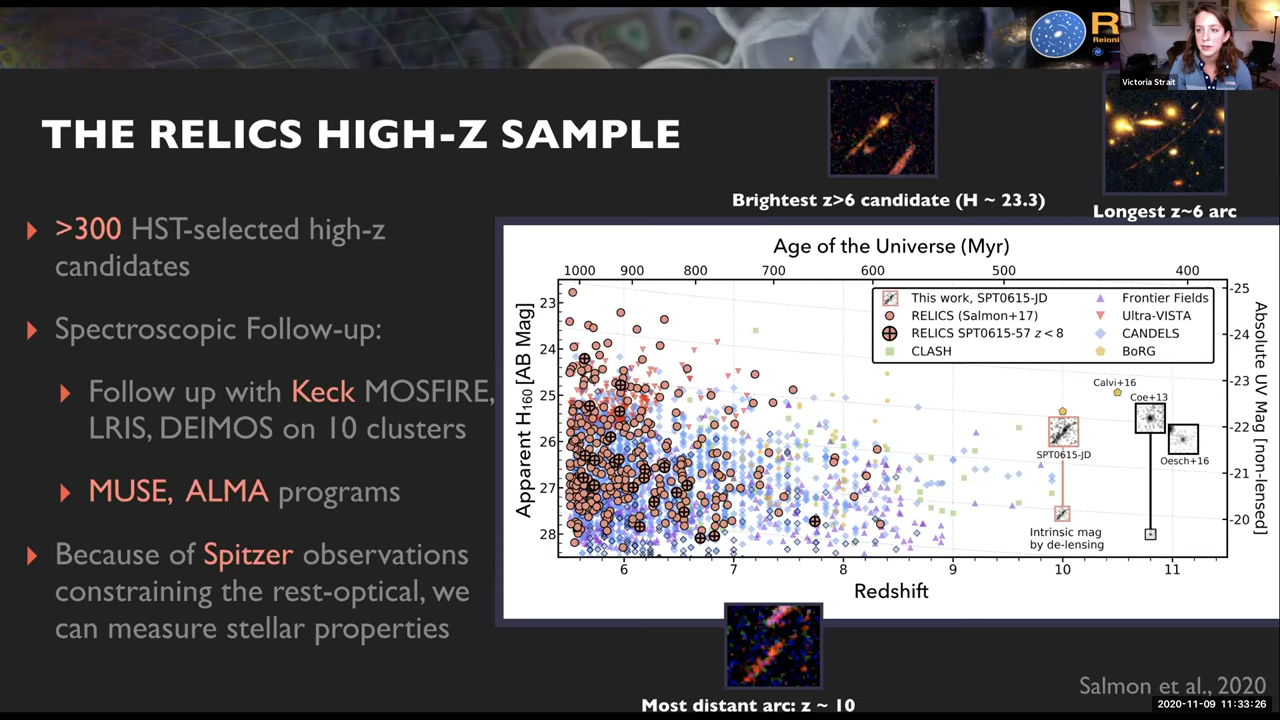 R
Reioni
Victoria Strait
THE RELICS HIGH-Z SAMPLE
Brightest z>6 candidate (H ~ 23.3)
Longest z~6 arc
>300 HST-selected high-z
candidates
Spectroscopic Follow-up:
Follow up with Keck MOSFIRE,
LRIS, DEIMOS on 10 clusters
MUSE, ALMA programs
Because of Spitzer observations
constraining the rest-optical, we
can measure stellar properties
Age of the Universe (Myr)
1000 900 800 700 600 500 400
This work, SPT0615-JD
RELICS (Salmon+17)
RELICS SPT0615-57 z < 8
CLASH
Frontier Fields
Ultra-VISTA
CANDELS
BoRG
Apparent H160 [AB Mag]
23
24
25
26
27
28
-25
-24
-23
-22
-21
-20
Absolute UV Mag [non-lensed]
Calvi+16
Coe+13
SPT0615-JD
Oesch+16
Intrinsic mag
by de-lensing
6 7 8 9 10 11
Redshift
Most distant arc: z ~ 10
Salmon et al., 2020
2020-11-09 11:33:26